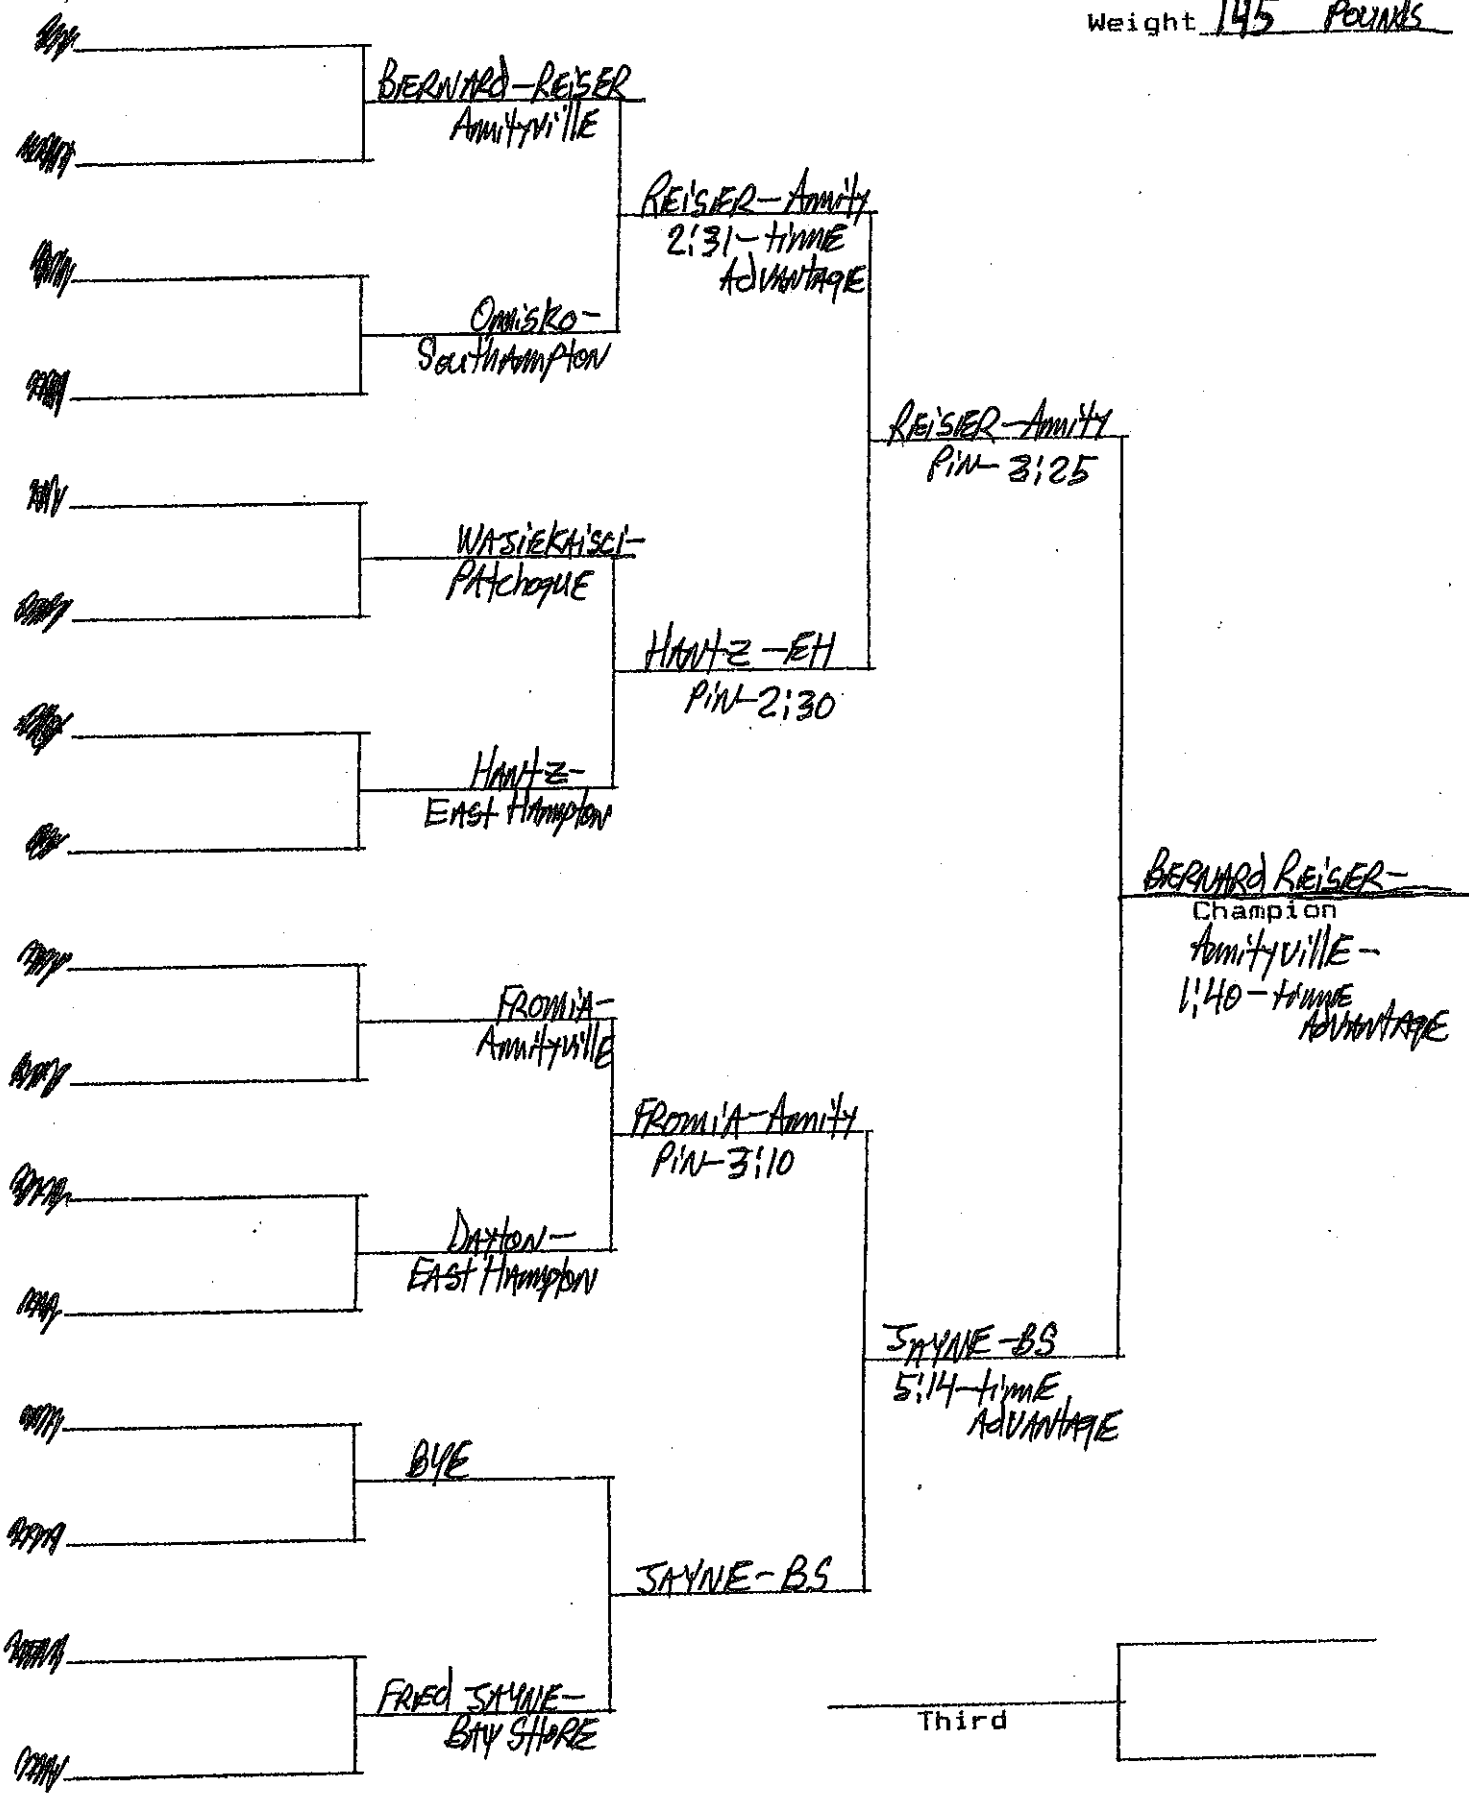 Weight 145 POUNDS
BERNARD-REISER
Amityville
REISER-Amity
2:31-time
Advantage
Omisko-
Southampton
REISER-Amity
PiN-3:25
WAJiEKAisci-
PAtchogue
HANtz-EH
PiN-2:30
HANtz-
EAST HAmpton
BERNARd REiSER-
Champion
Amityville-
1:40-time
Advantage
FROMiA-
Amityville
FROMiA-Amity
PiN-3:10
DAYtON-
EAST HAmptoN
JAYNE-BS
5:14-time
AdVANtAgE
BYE
JAYNE-BS
FREd JAYNE-
BAY SHORE
Third